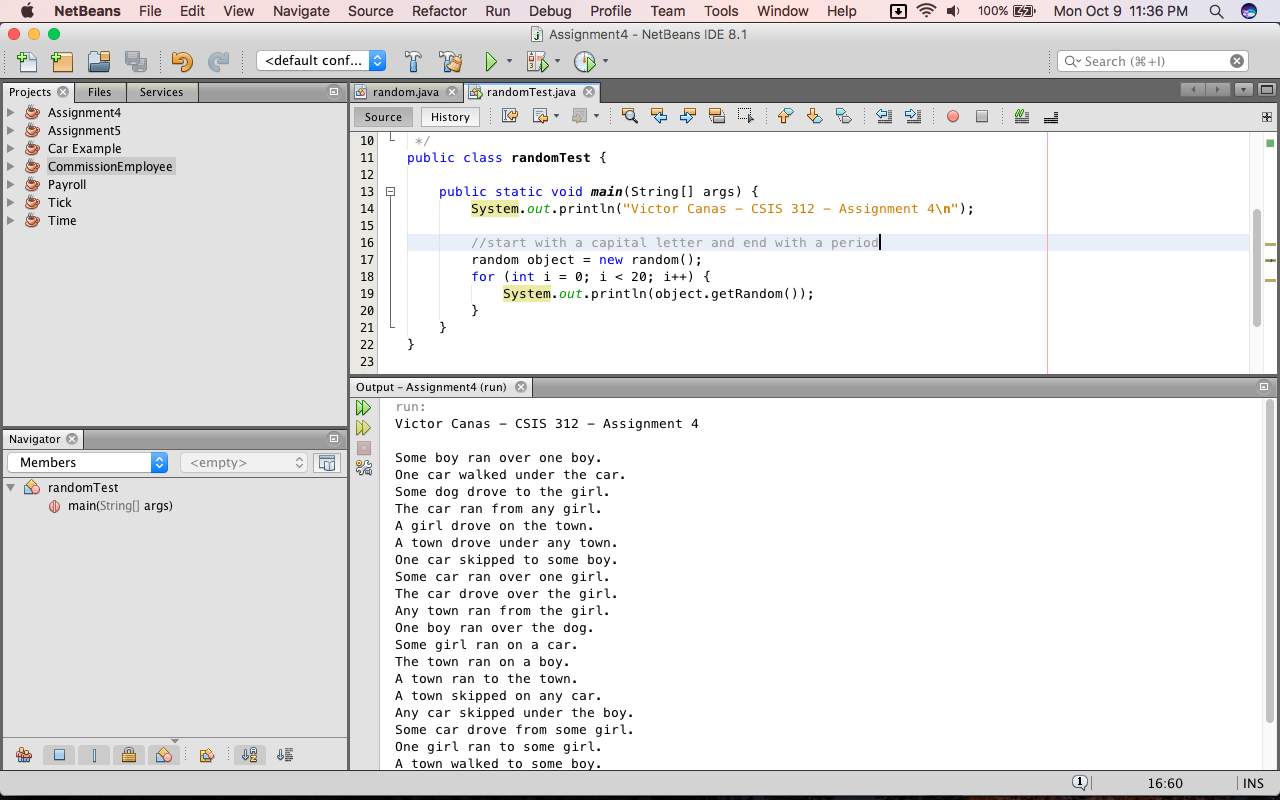 NetBeans File Edit View Navigate Source Refactor Run Debug Profile Team Tools Window Help 100% Mon Oct 9 11:36 PM
Assignment4 - NetBeans IDE 8.1
<default conf... Search (⌘+I)
Projects Files Services
Assignment4
Assignment5
Car Example
CommissionEmployee
Payroll
Tick
Time
Navigator
Members <empty>
randomTest
main(String[] args)
random.java randomTest.java
Source History
10 */
11 public class randomTest {
12
13 public static void main(String[] args) {
14 System.out.println("Victor Canas - CSIS 312 - Assignment 4\n");
15
16 //start with a capital letter and end with a period
17 random object = new random();
18 for (int i = 0; i < 20; i++) {
19 System.out.println(object.getRandom());
20 }
21 }
22 }
23
Output - Assignment4 (run)
run:
Victor Canas - CSIS 312 - Assignment 4
Some boy ran over one boy.
One car walked under the car.
Some dog drove to the girl.
The car ran from any girl.
A girl drove on the town.
A town drove under any town.
One car skipped to some boy.
Some car ran over one girl.
The car drove over the girl.
Any town ran from the girl.
One boy ran over the dog.
Some girl ran on a car.
The town ran on a boy.
A town ran to the town.
A town skipped on any car.
Any car skipped under the boy.
Some car drove from some girl.
One girl ran to some girl.
A town walked to some boy.
1 16:60 INS